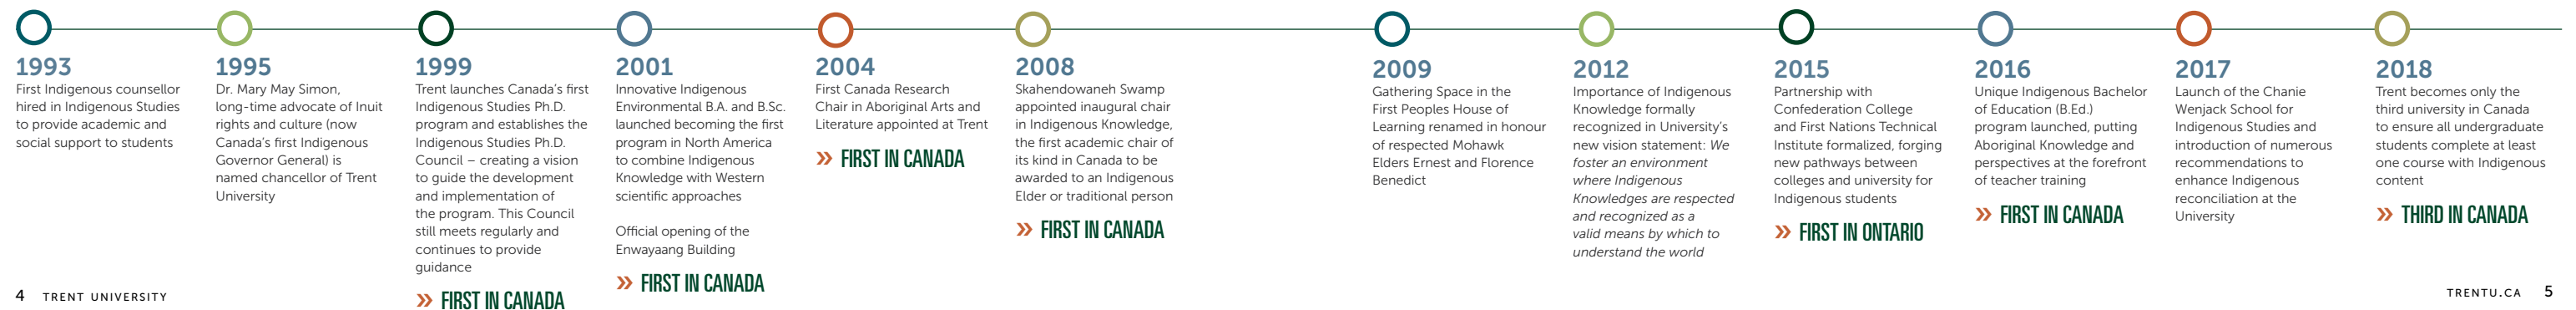 1993
First Indigenous counsellor
hired in Indigenous Studies
to provide academic and
social support to students
1995
Dr. Mary May Simon,
long-time advocate of Inuit
rights and culture (now
Canada's first Indigenous
Governor General) is
named chancellor of Trent
University
1999
Trent launches Canada's first
Indigenous Studies Ph.D.
program and establishes the
Indigenous Studies Ph.D.
Council – creating a vision
to guide the development
and implementation of
the program. This Council
still meets regularly and
continues to provide
guidance
» FIRST IN CANADA
2001
Innovative Indigenous
Environmental B.A. and B.Sc.
launched becoming the first
program in North America
to combine Indigenous
Knowledge with Western
scientific approaches
Official opening of the
Enwayaang Building
» FIRST IN CANADA
2004
First Canada Research
Chair in Aboriginal Arts and
Literature appointed at Trent
» FIRST IN CANADA
2008
Skahendowaneh Swamp
appointed inaugural chair
in Indigenous Knowledge,
the first academic chair of
its kind in Canada to be
awarded to an Indigenous
Elder or traditional person
» FIRST IN CANADA
2009
Gathering Space in the
First Peoples House of
Learning renamed in honour
of respected Mohawk
Elders Ernest and Florence
Benedict
2012
Importance of Indigenous
Knowledge formally
recognized in University's
new vision statement: We
foster an environment
where Indigenous
Knowledges are respected
and recognized as a
valid means by which to
understand the world
2015
Partnership with
Confederation College
and First Nations Technical
Institute formalized, forging
new pathways between
colleges and university for
Indigenous students
» FIRST IN ONTARIO
2016
Unique Indigenous Bachelor
of Education (B.Ed.)
program launched, putting
Aboriginal Knowledge and
perspectives at the forefront
of teacher training
» FIRST IN CANADA
2017
Launch of the Chanie
Wenjack School for
Indigenous Studies and
introduction of numerous
recommendations to
enhance Indigenous
reconciliation at the
University
2018
Trent becomes only the
third university in Canada
to ensure all undergraduate
students complete at least
one course with Indigenous
content
» THIRD IN CANADA
4 TRENT UNIVERSITY
TRENTU.CA 5